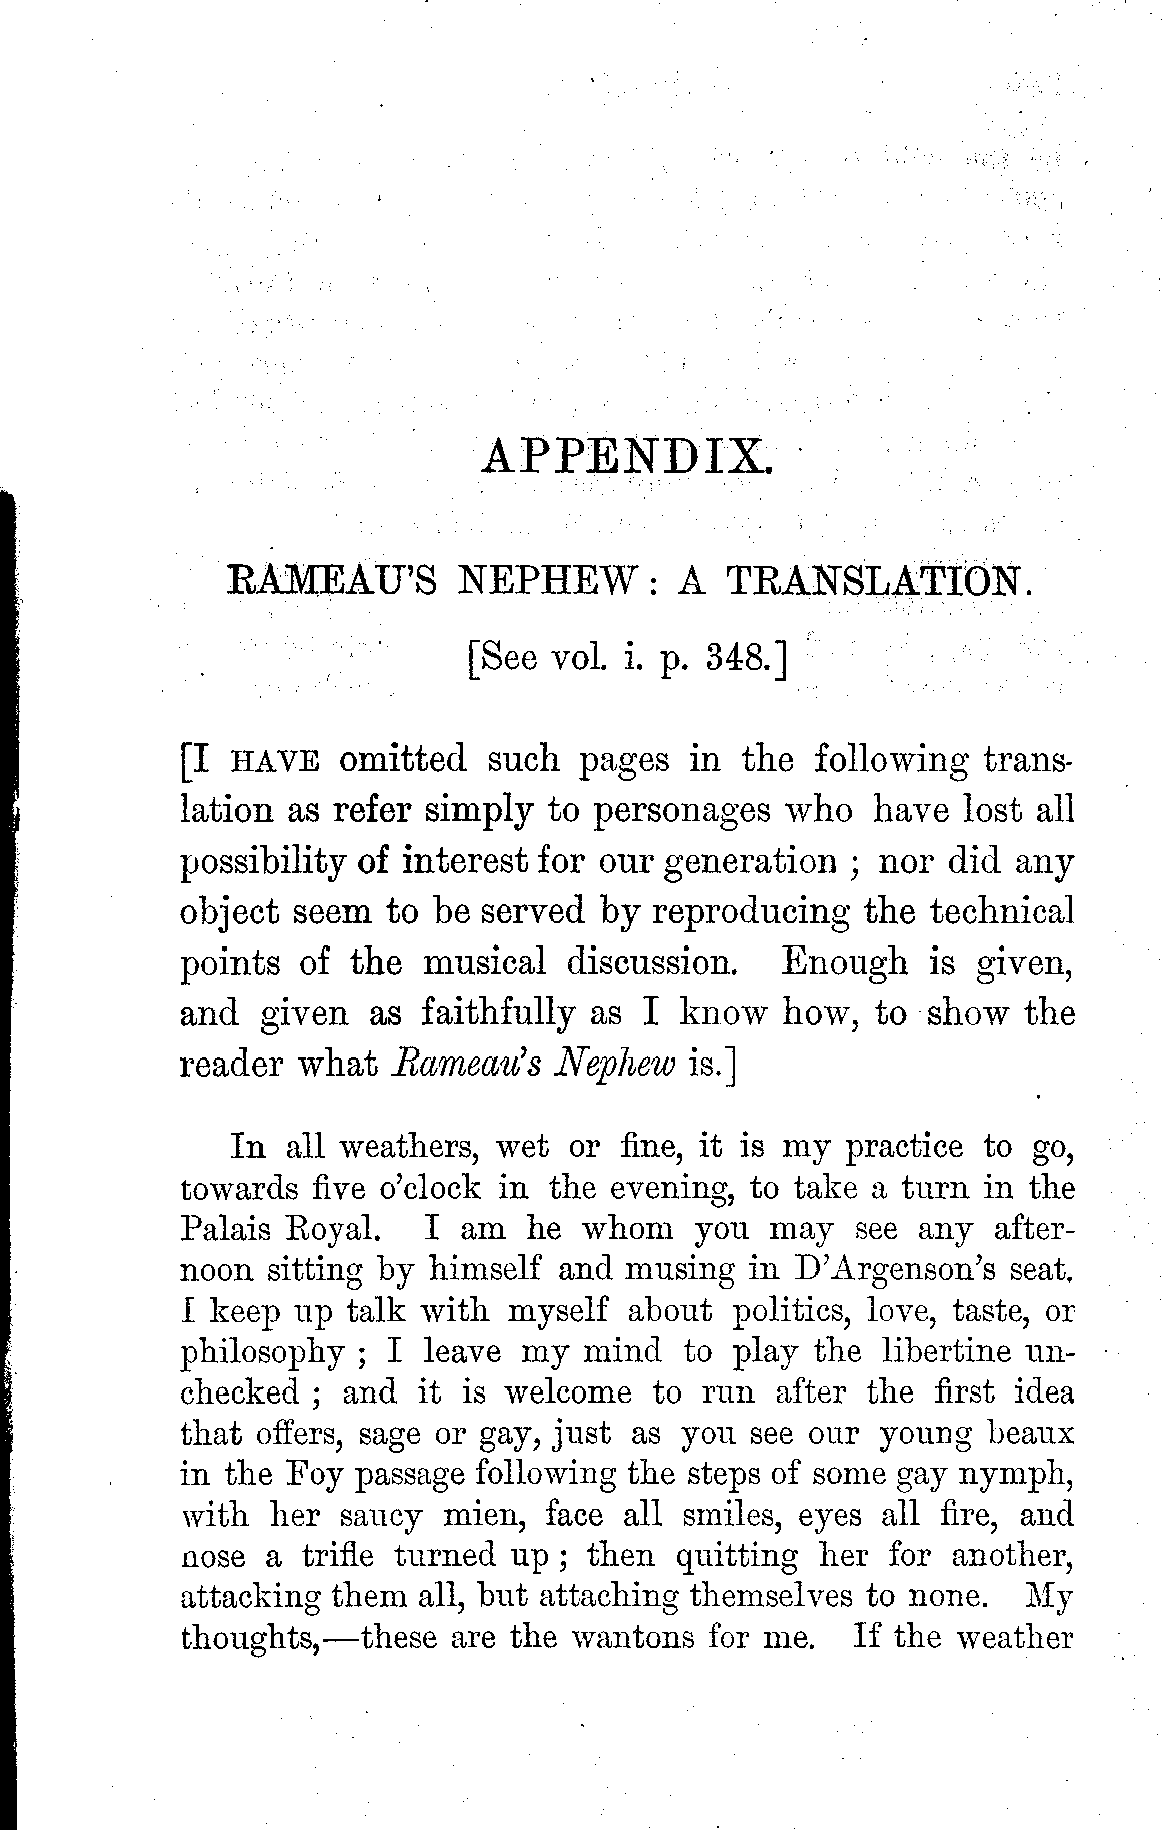 APPENDIX.
RAMEAU'S NEPHEW : A TRANSLATION.
[See vol. i. p. 348.]
[I HAVE omitted such pages in the following trans-
lation as refer simply to personages who have lost all
possibility of interest for our generation ; nor did any
object seem to be served by reproducing the technical
points of the musical discussion. Enough is given,
and given as faithfully as I know how, to show the
reader what Rameau's Nephew is.]
In all weathers, wet or fine, it is my practice to go,
towards five o'clock in the evening, to take a turn in the
Palais Royal. I am he whom you may see any after-
noon sitting by himself and musing in D'Argenson's seat.
I keep up talk with myself about politics, love, taste, or
philosophy ; I leave my mind to play the libertine un-
checked ; and it is welcome to run after the first idea
that offers, sage or gay, just as you see our young beaux
in the Foy passage following the steps of some gay nymph,
with her saucy mien, face all smiles, eyes all fire, and
nose a trifle turned up ; then quitting her for another,
attacking them all, but attaching themselves to none. My
thoughts,—these are the wantons for me. If the weather